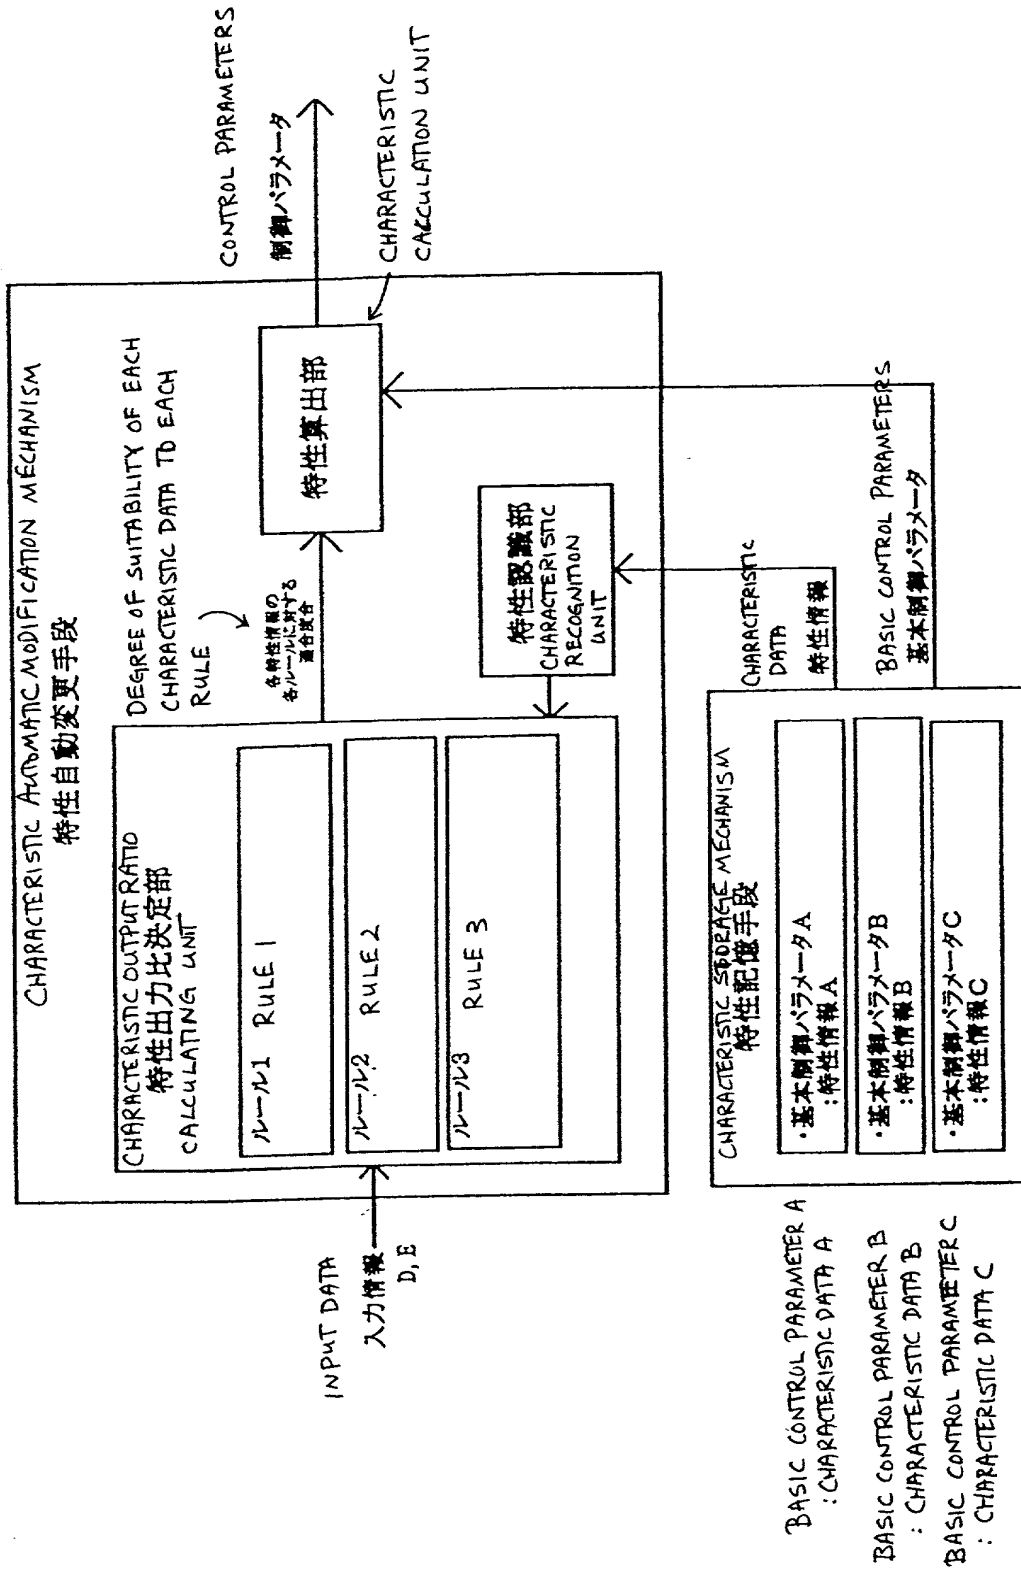 CHARACTERISTIC AUTOMATIC MODIFICATION MECHANISM
特性自動変更手段
CHARACTERISTIC OUTPUT RATIO
特性出力比決定部
CALCULATING UNIT
ルール1 RULE 1
ルール2 RULE 2
ルール3 RULE 3
INPUT DATA
入力情報
D,E
DEGREE OF SUITABILITY OF EACH
CHARACTERISTIC DATA TO EACH
RULE
各特性情報の
各ルールに対する
適合度合
特性算出部
CONTROL PARAMETERS
制御パラメータ
CHARACTERISTIC
CALCULATION UNIT
特性認識部
CHARACTERISTIC
RECOGNITION
UNIT
CHARACTERISTIC
DATA
特性情報
BASIC CONTROL PARAMETERS
基本制御パラメータ
CHARACTERISTIC STORAGE MECHANISM
特性記憶手段
・基本制御パラメータA
:特性情報A
・基本制御パラメータB
:特性情報B
・基本制御パラメータC
:特性情報C
BASIC CONTROL PARAMETER A
: CHARACTERISTIC DATA A
BASIC CONTROL PARAMETER B
: CHARACTERISTIC DATA B
BASIC CONTROL PARAMETER C
: CHARACTERISTIC DATA C